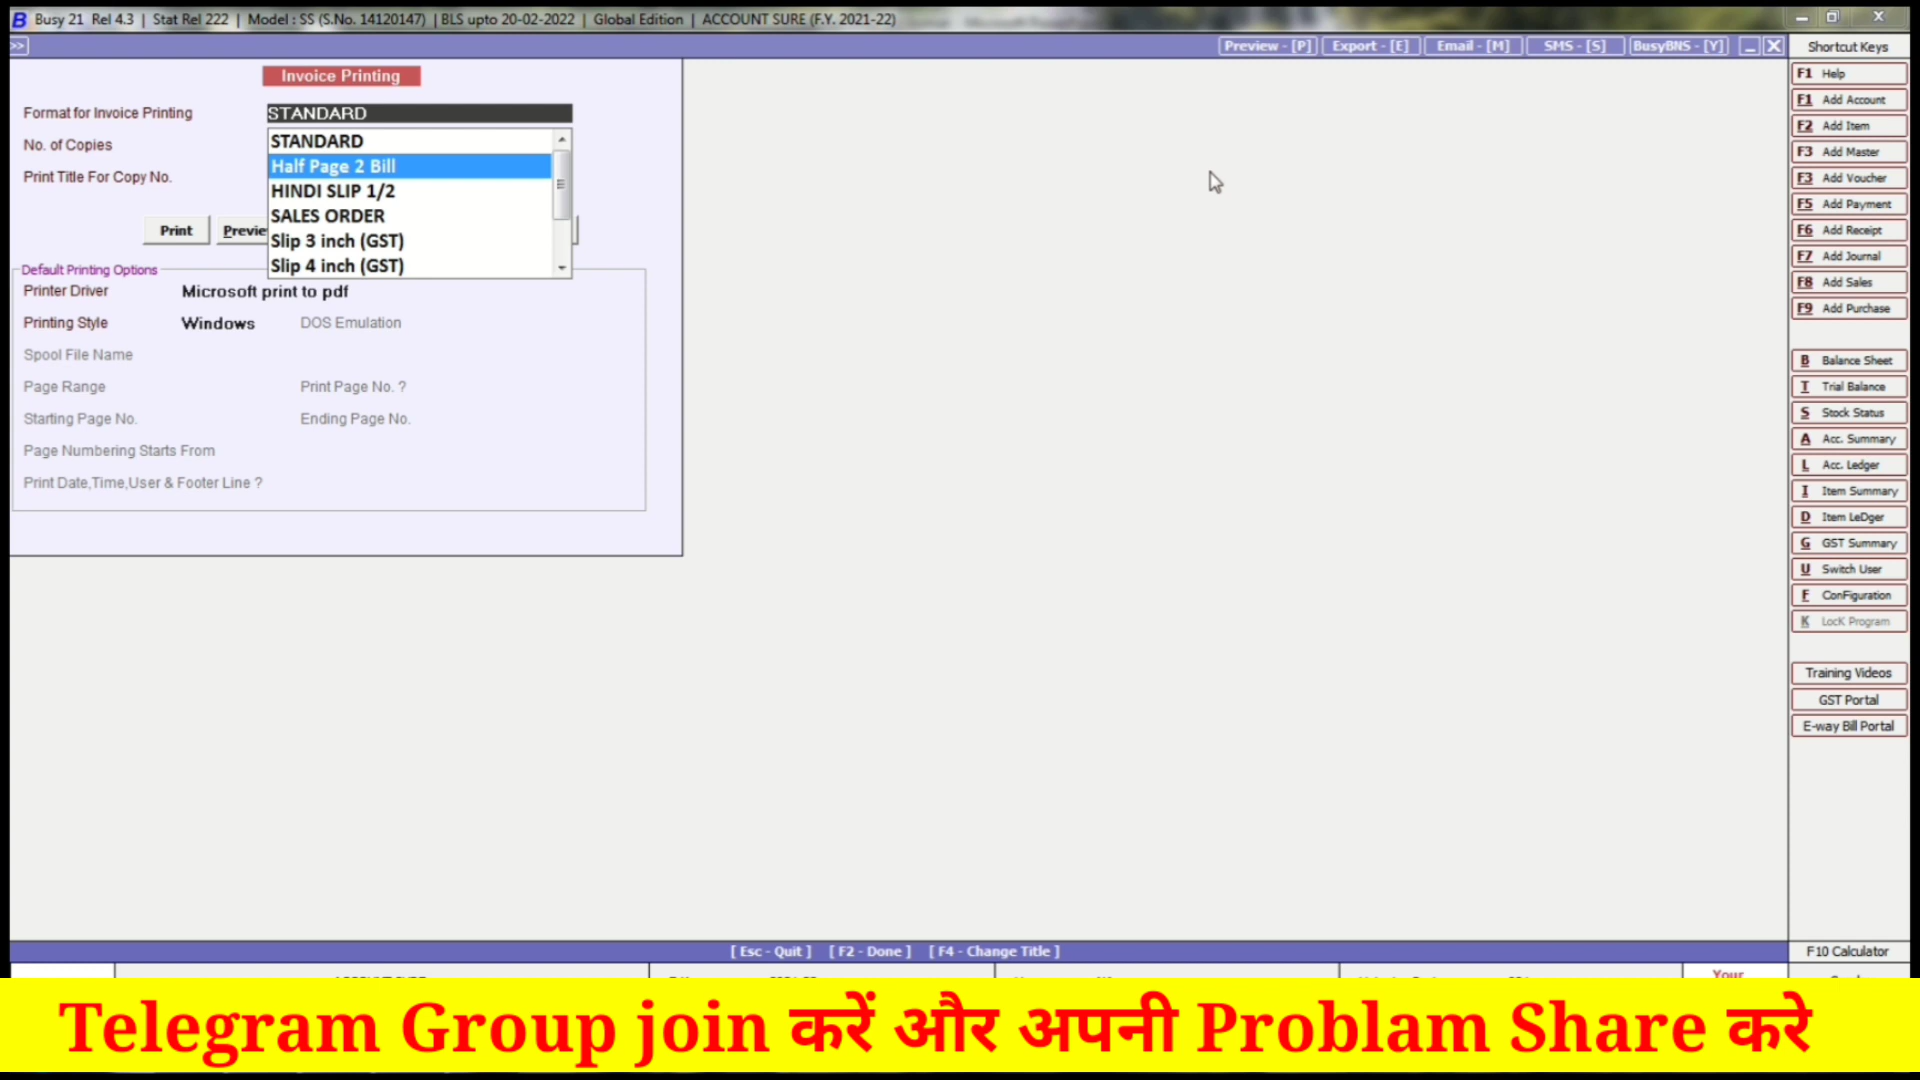 Busy 21 Rel 4.3 | Stat Rel 222 | Model : SS (S.No. 14120147) | BLS upto 20-02-2022 | Global Edition | ACCOUNT SURE (F.Y. 2021-22)
>> Preview - [P] Export - [E] Email - [M] SMS - [S] BusyBNS - [Y]
Invoice Printing
Format for Invoice Printing STANDARD
No. of Copies
Print Title For Copy No.
STANDARD
Half Page 2 Bill
HINDI SLIP 1/2
SALES ORDER
Slip 3 inch (GST)
Slip 4 inch (GST)
Print Previe
Default Printing Options
Printer Driver Microsoft print to pdf
Printing Style Windows DOS Emulation
Spool File Name
Page Range Print Page No. ?
Starting Page No. Ending Page No.
Page Numbering Starts From
Print Date,Time,User & Footer Line ?
Shortcut Keys
F1 Help
F1 Add Account
F2 Add Item
F3 Add Master
F3 Add Voucher
F5 Add Payment
F6 Add Receipt
F7 Add Journal
F8 Add Sales
F9 Add Purchase
B Balance Sheet
T Trial Balance
S Stock Status
A Acc. Summary
L Acc. Ledger
I Item Summary
D Item LeDger
G GST Summary
U Switch User
F ConFiguration
K LocK Program
Training Videos
GST Portal
E-way Bill Portal
[ Esc - Quit ] [ F2 - Done ] [ F4 - Change Title ]
F10 Calculator
Your
Telegram Group join करें और अपनी Problam Share करे